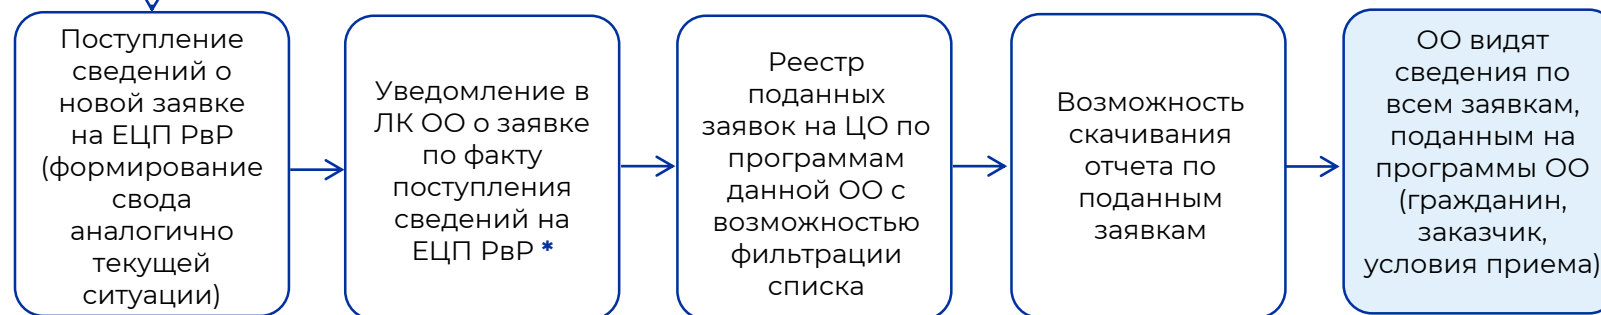 Поступление
сведений о
новой заявке
на ЕЦП РвР
(формирование
свода
аналогично
текущей
ситуации)
Уведомление в
ЛК ОО о заявке
по факту
поступления
сведений на
ЕЦП РвР *
Реестр
поданных
заявок на ЦО по
программам
данной ОО с
возможностью
фильтрации
списка
Возможность
скачивания
отчета по
поданным
заявкам
ОО видят
сведения по
всем заявкам,
поданным на
программы ОО
(гражданин,
заказчик,
условия приема)